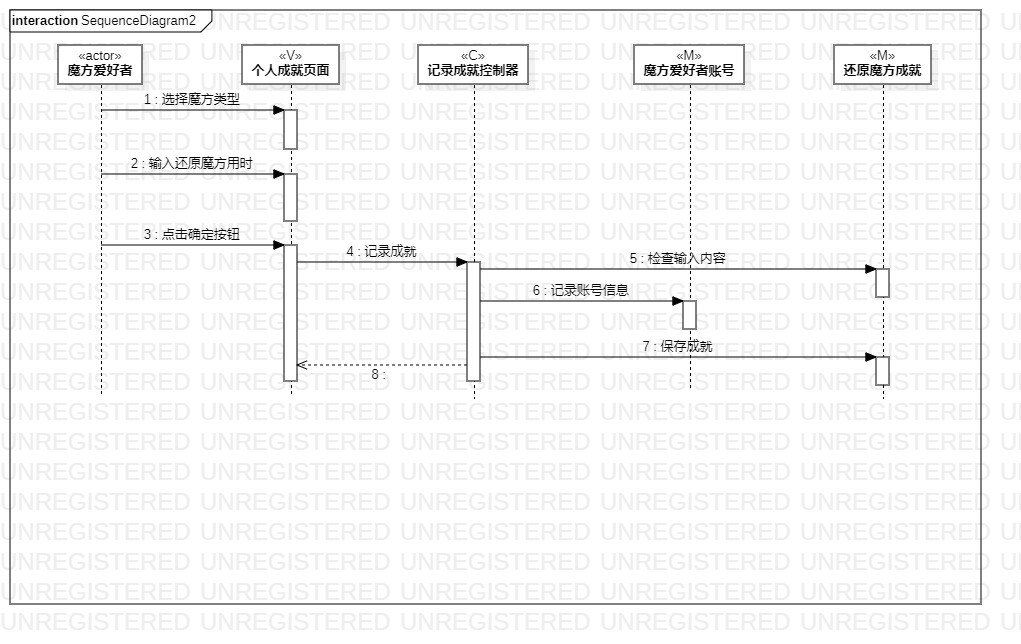 interaction SequenceDiagram2
«actor»
魔方爱好者
«V»
个人成就页面
«C»
记录成就控制器
«M»
魔方爱好者账号
«M»
还原魔方成就
1 : 选择魔方类型
2 : 输入还原魔方用时
3 : 点击确定按钮
4 : 记录成就
5 : 检查输入内容
6 : 记录账号信息
7 : 保存成就
8 :
UNREGISTERED